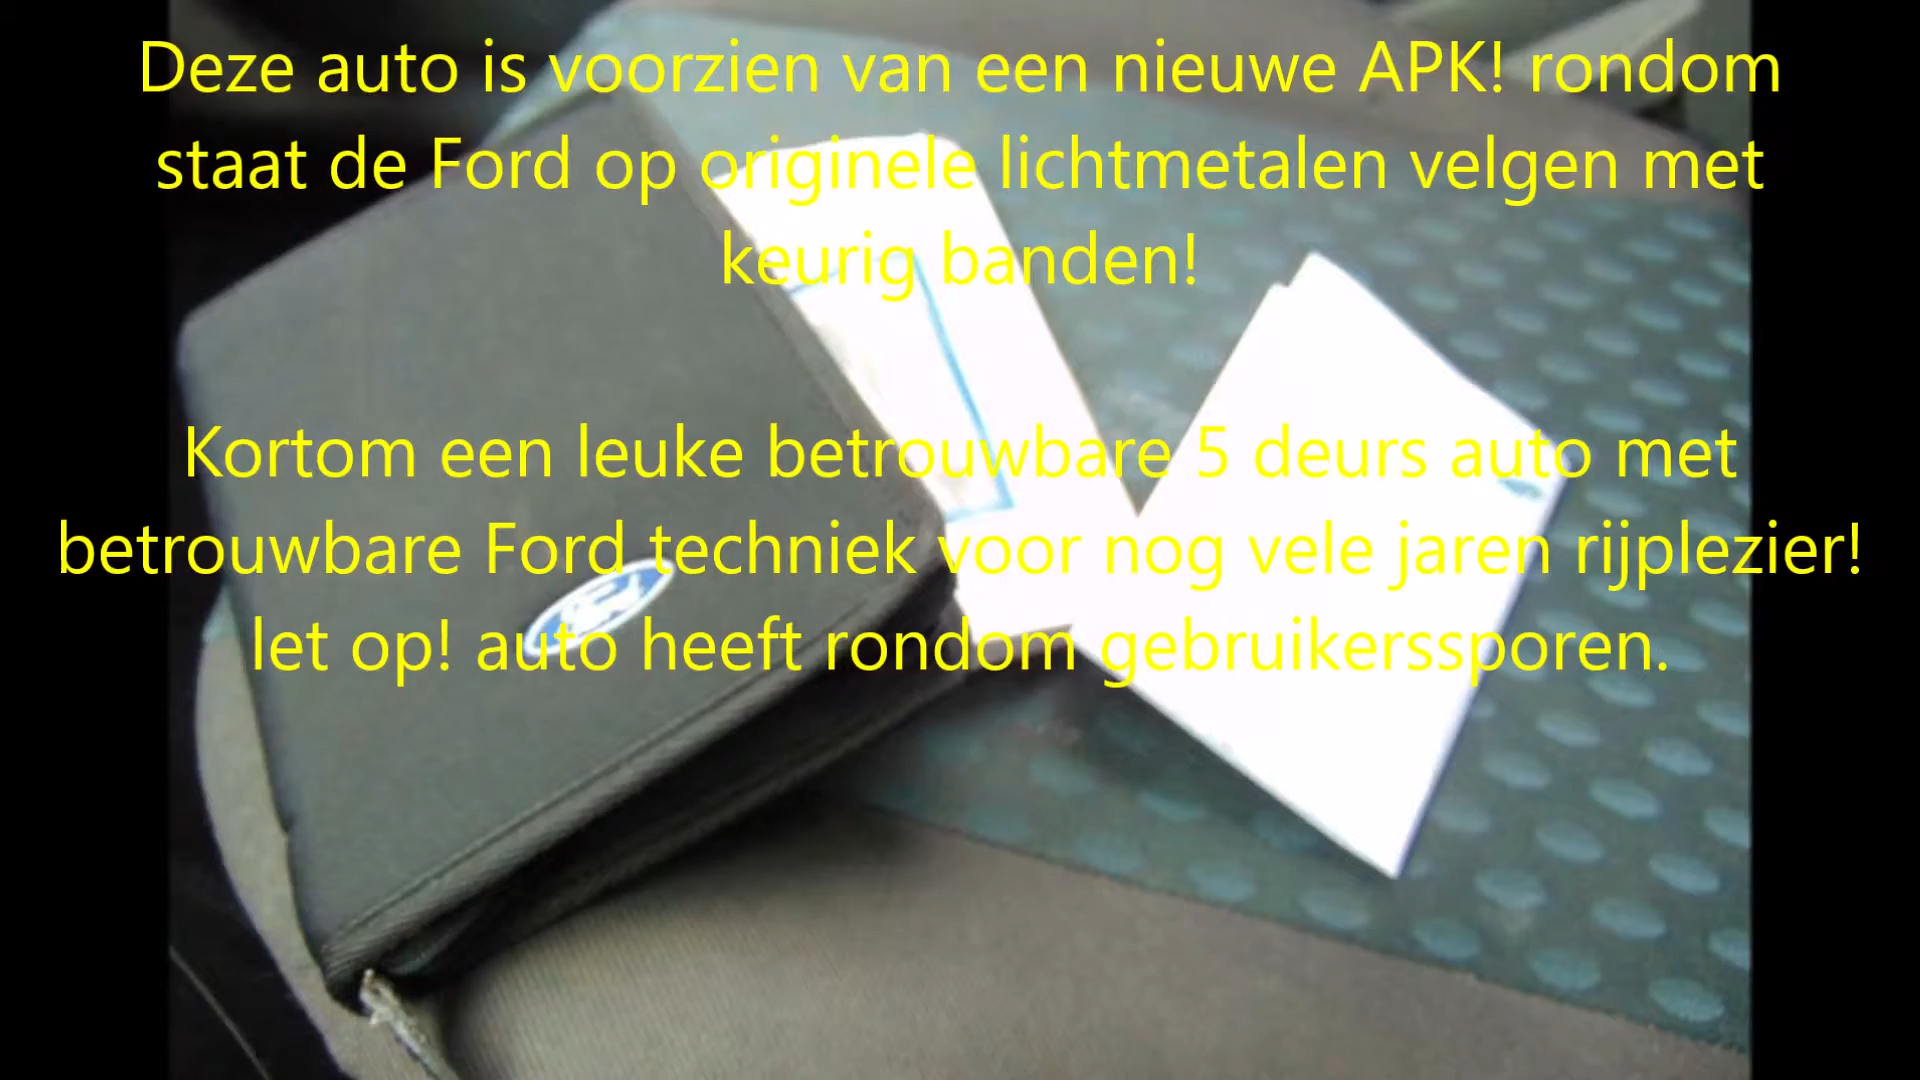 Deze auto is voorzien van een nieuwe APK! rondom
staat de Ford op originele lichtmetalen velgen met
keurig banden!
Kortom een leuke betrouwbare 5 deurs auto met
betrouwbare Ford techniek voor nog vele jaren rijplezier!
let op! auto heeft rondom gebruikerssporen.